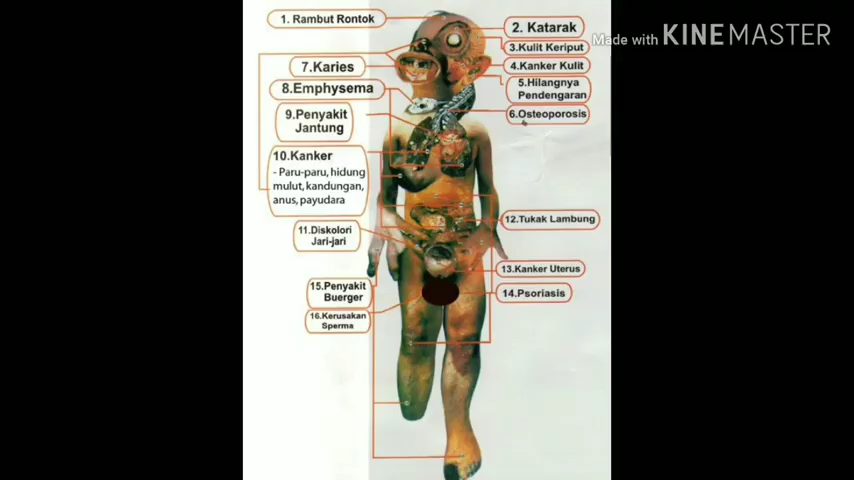 1. Rambut Rontok
2. Katarak
Made with KINEMASTER
3.Kulit Keriput
7.Karies
4.Kanker Kulit
8.Emphysema
5.Hilangnya
Pendengaran
9.Penyakit
Jantung
6.Osteoporosis
10.Kanker
- Paru-paru, hidung
mulut, kandungan,
anus, payudara
12.Tukak Lambung
11.Diskolori
Jari-jari
13.Kanker Uterus
15.Penyakit
Buerger
14.Psoriasis
16.Kerusakan
Sperma